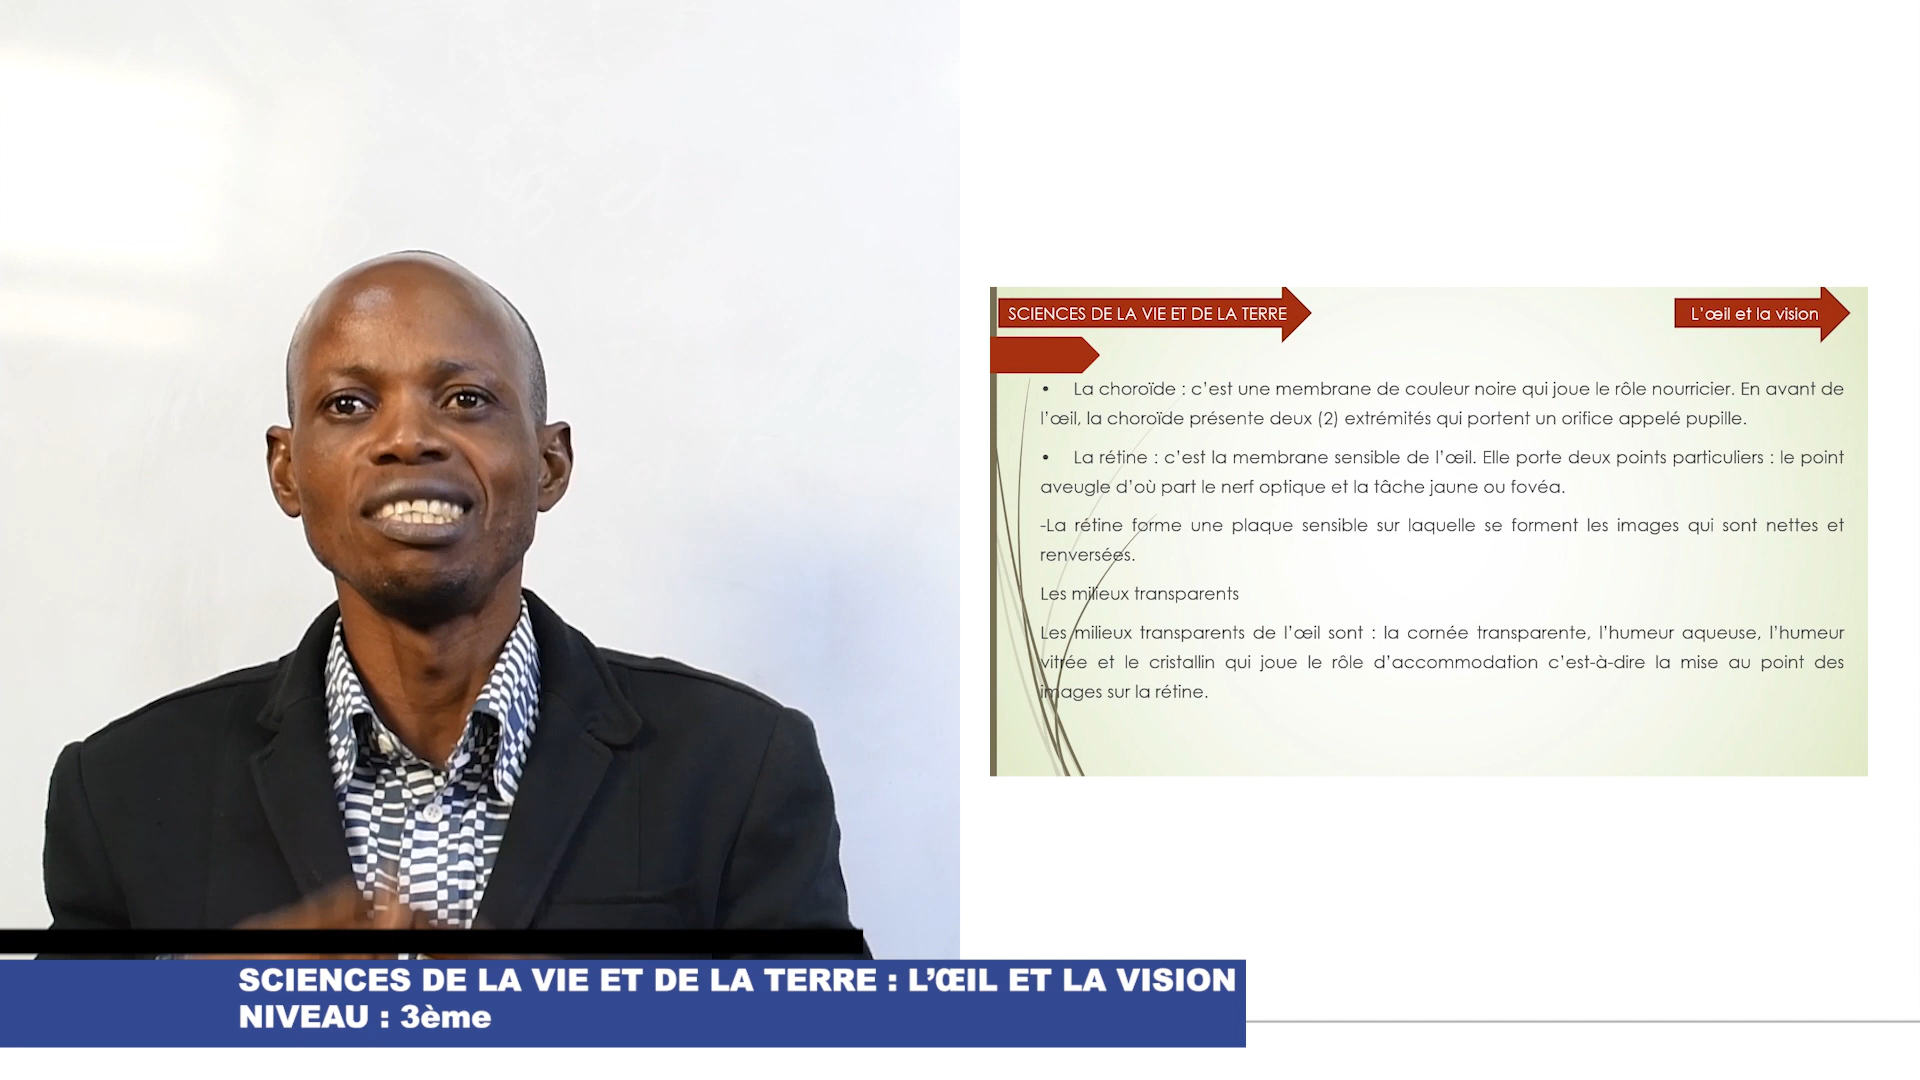 SCIENCES DE LA VIE ET DE LA TERRE
L'œil et la vision
• La choroïde : c'est une membrane de couleur noire qui joue le rôle nourricier. En avant de
l'œil, la choroïde présente deux (2) extrémités qui portent un orifice appelé pupille.
• La rétine : c'est la membrane sensible de l'œil. Elle porte deux points particuliers : le point
aveugle d'où part le nerf optique et la tâche jaune ou fovéa.
-La rétine forme une plaque sensible sur laquelle se forment les images qui sont nettes et
renversées.
Les milieux transparents
Les milieux transparents de l'œil sont : la cornée transparente, l'humeur aqueuse, l'humeur
vitrée et le cristallin qui joue le rôle d'accommodation c'est-à-dire la mise au point des
images sur la rétine.
SCIENCES DE LA VIE ET DE LA TERRE : L'ŒIL ET LA VISION
NIVEAU : 3ème